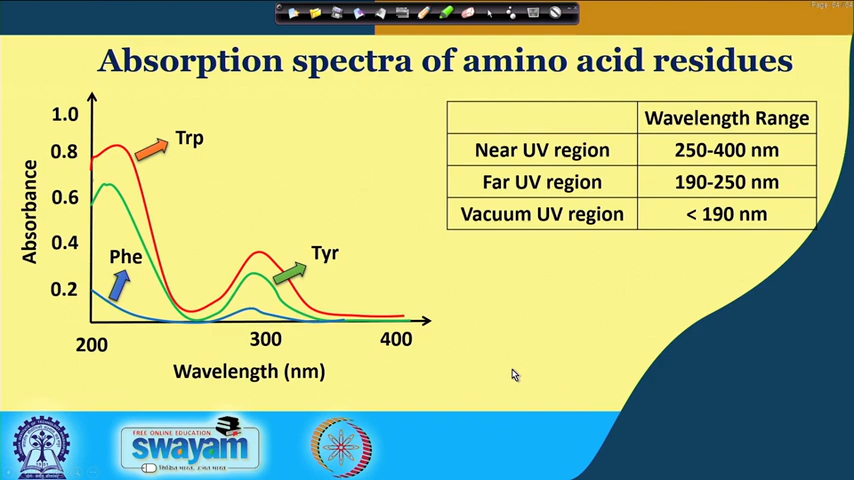 Absorption spectra of amino acid residues
1.0
0.8
0.6
0.4
0.2
Absorbance
Trp
Phe
Tyr
200
300
400
Wavelength (nm)
Wavelength Range
Near UV region 250-400 nm
Far UV region 190-250 nm
Vacuum UV region < 190 nm
FREE ONLINE EDUCATION
swayam